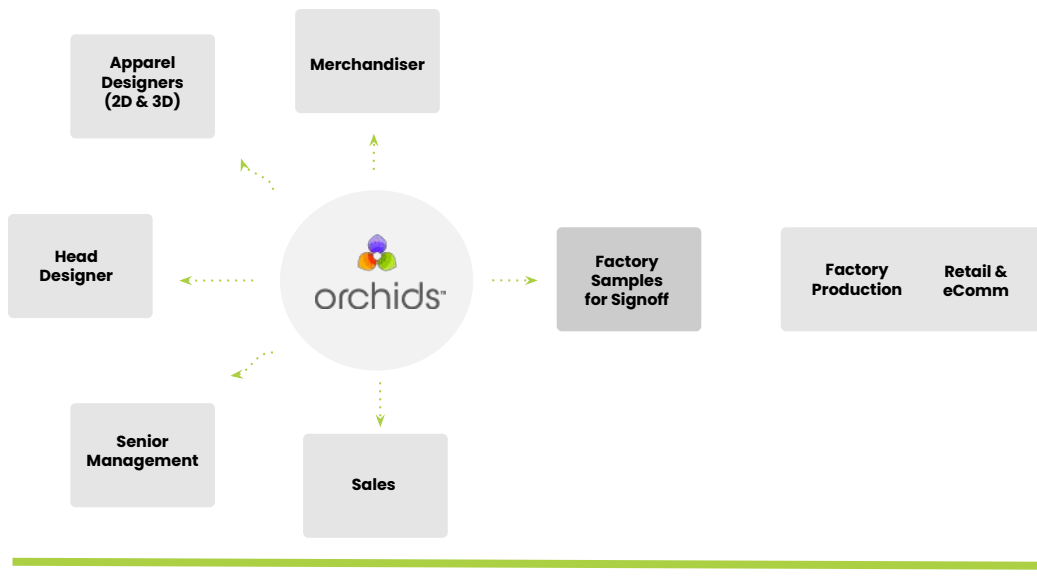 Apparel
Designers
(2D & 3D)
Merchandiser
Head
Designer
orchids™
Factory
Samples
for Signoff
Factory
Production
Retail &
eComm
Senior
Management
Sales